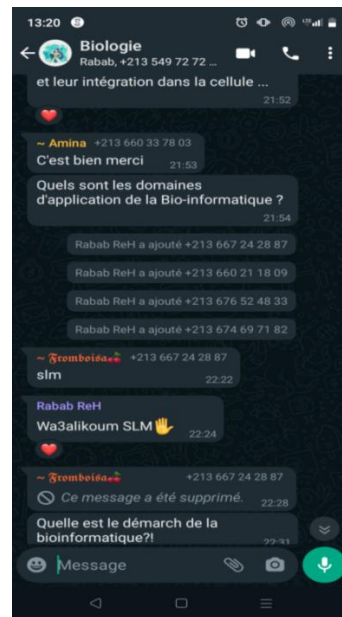 13:20
Biologie
Rabab, +213 549 72 72 ...
et leur intégration dans la cellule ...
21:52
~ Amina +213 660 33 78 03
C'est bien merci 21:53
Quels sont les domaines
d'application de la Bio-informatique ?
21:54
Rabab ReH a ajouté +213 667 24 28 87
Rabab ReH a ajouté +213 660 21 18 09
Rabab ReH a ajouté +213 676 52 48 33
Rabab ReH a ajouté +213 674 69 71 82
~ 𝕱𝖗𝖔𝖒𝖇𝖔𝖎𝖘𝖆🍒 +213 667 24 28 87
slm 22:22
Rabab ReH
Wa3alikoum SLM🖐 22:24
~ 𝕱𝖗𝖔𝖒𝖇𝖔𝖎𝖘𝖆🍒 +213 667 24 28 87
Ce message a été supprimé. 22:28
Quelle est le démarch de la
bioinformatique?! 22:31
Message